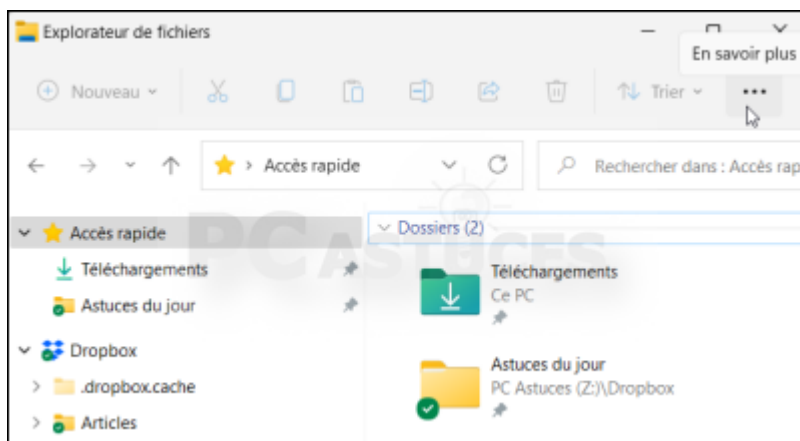 Explorateur de fichiers
En savoir plus
Nouveau
Trier
Accès rapide
Rechercher dans : Accès rap
Accès rapide
Téléchargements
Astuces du jour
Dropbox
.dropbox.cache
Articles
Dossiers (2)
Téléchargements
Ce PC
Astuces du jour
PC Astuces (Z:)\Dropbox
PC ASTUCES